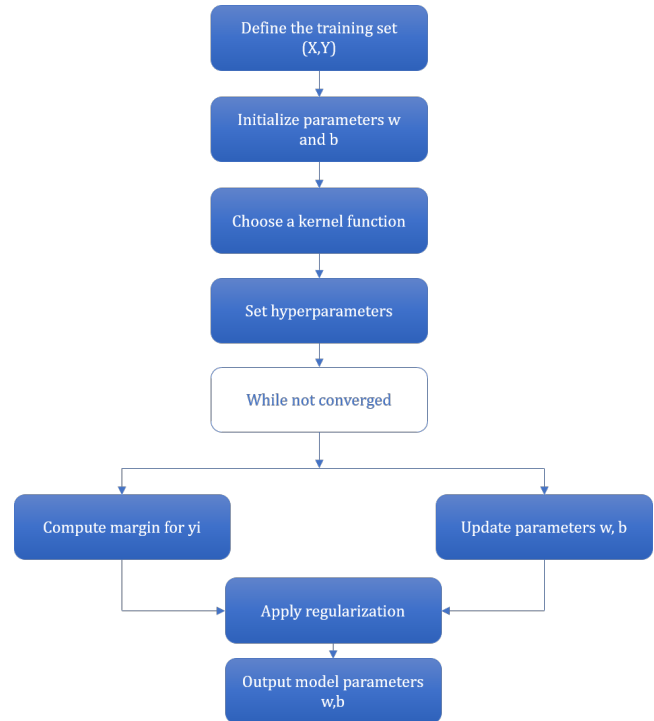 Define the training set
(X,Y)
Initialize parameters w
and b
Choose a kernel function
Set hyperparameters
While not converged
Compute margin for yi
Update parameters w, b
Apply regularization
Output model parameters
w,b